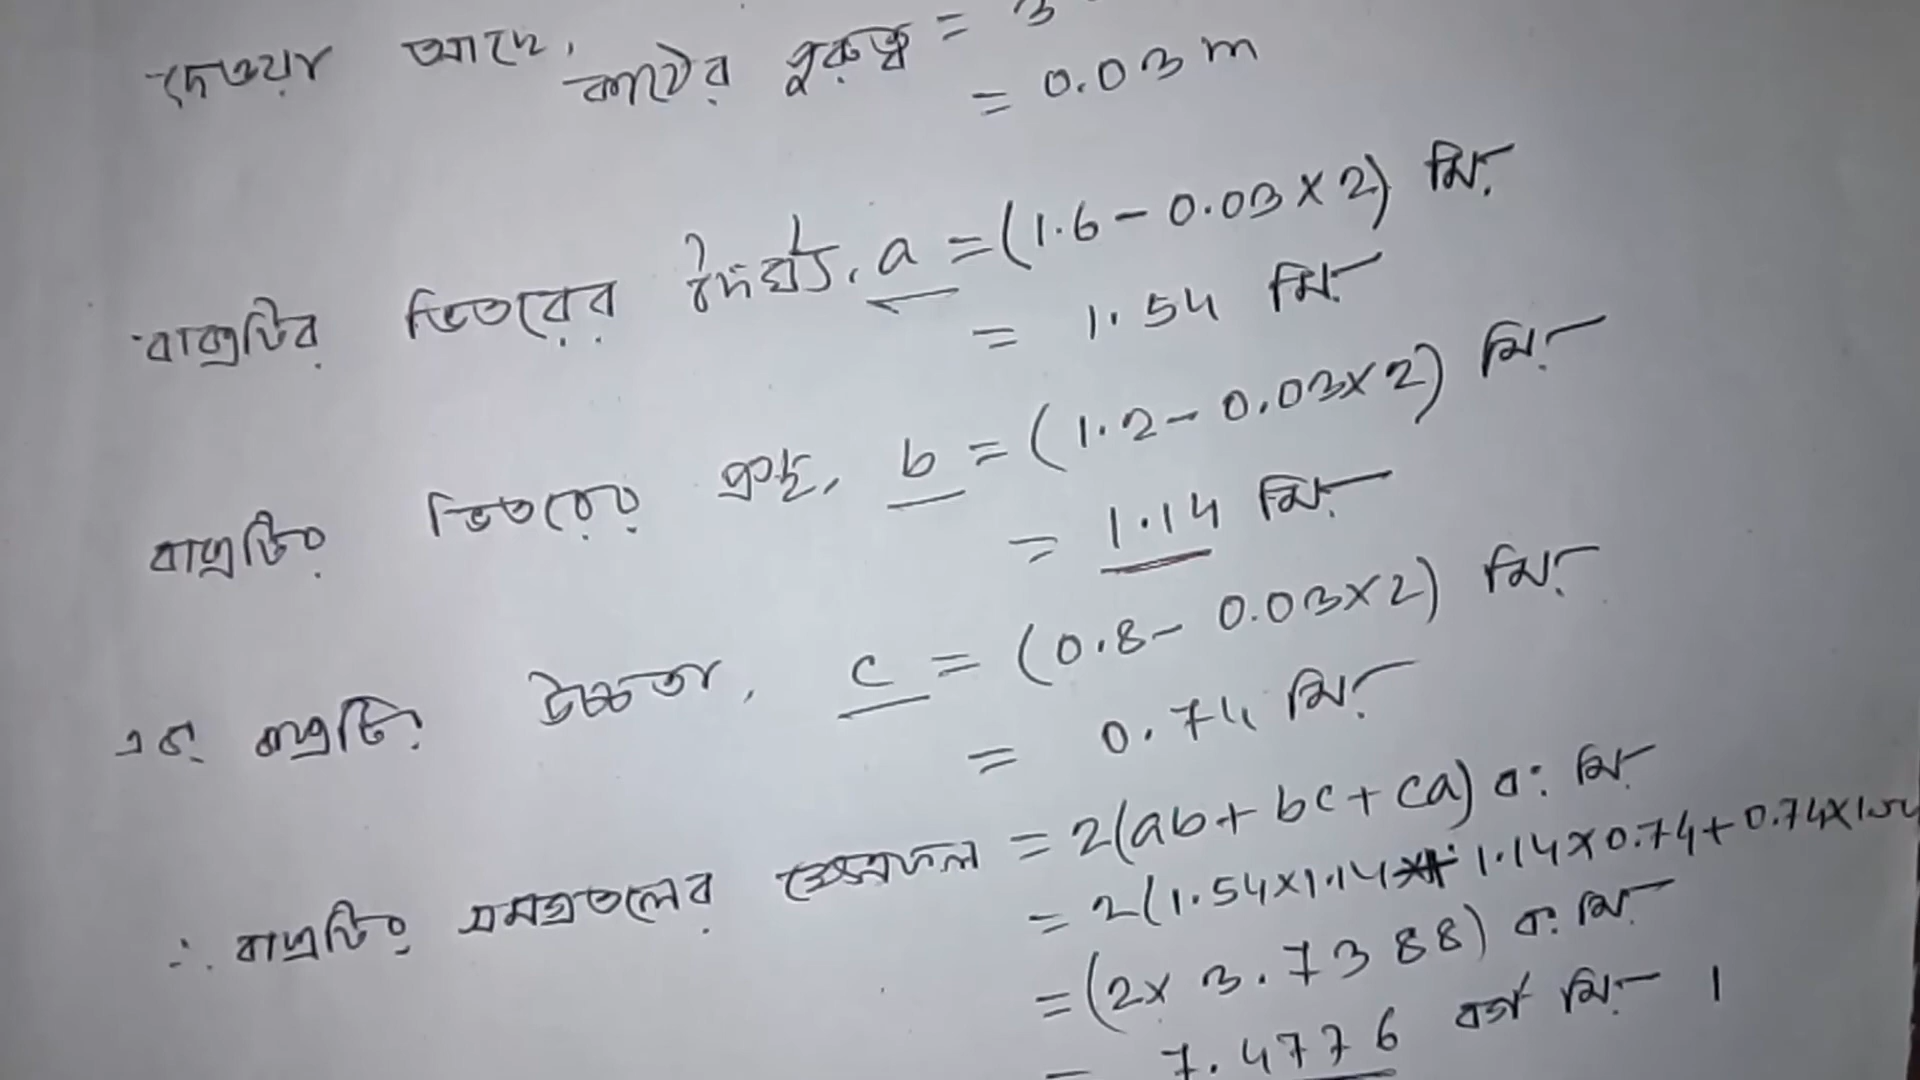 দেওয়া আছে, কাঠের পুরুত্ব = 3
= 0.03 m
বাক্সটির ভিতরের দৈর্ঘ্য, a = (1.6 - 0.03 × 2) মি.
= 1.54 মি.
বাক্সটির ভিতরের প্রস্থ, b = (1.2 - 0.03×2) মি.
= 1.14 মি.
এবং বাক্সটির উচ্চতা, c = (0.8 - 0.03×2) মি.
= 0.74 মি.
∴ বাক্সটির সমগ্রতলের ক্ষেত্রফল = 2(ab + bc + ca) ব: মি.
= 2(1.54×1.14 + 1.14×0.74+0.74×1.54
= (2× 3.7388) ব: মি.
= 7.4776 বর্গ মি. ।